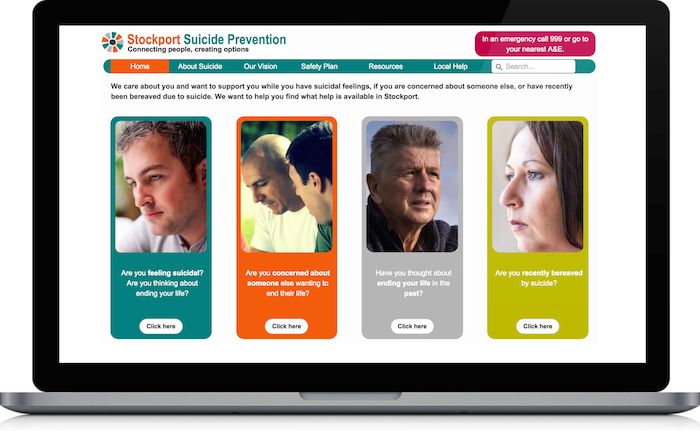 Stockport Suicide Prevention
Connecting people, creating options
In an emergency call 999 or go to
your nearest A&E.
Home
About Suicide
Our Vision
Safety Plan
Resources
Local Help
Search...
We care about you and want to support you while you have suicidal feelings, if you are concerned about someone else, or have recently
been bereaved due to suicide. We want to help you find what help is available in Stockport.
Are you feeling suicidal?
Are you thinking about
ending your life?
Click here
Are you concerned about
someone else wanting to
end their life?
Click here
Have you thought about
ending your life in the
past?
Click here
Are you recently bereaved
by suicide?
Click here